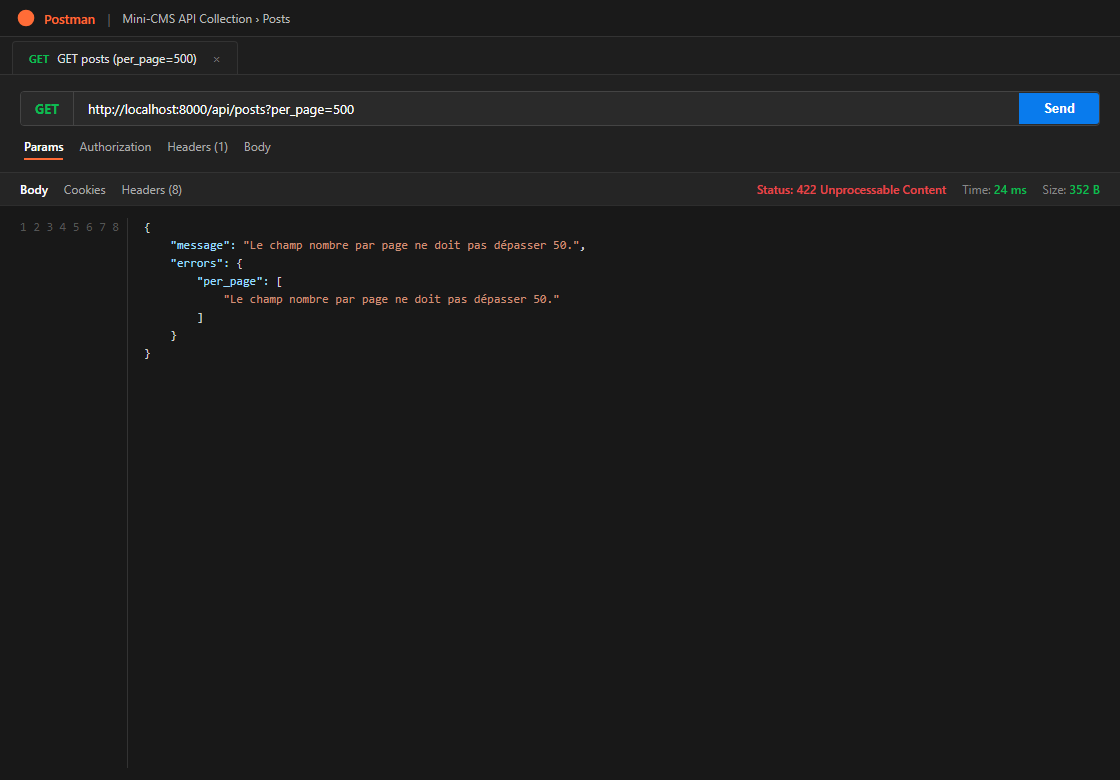 Postman | Mini-CMS API Collection › Posts
GET GET posts (per_page=500) ×
GET http://localhost:8000/api/posts?per_page=500 Send
Params Authorization Headers (1) Body
Body Cookies Headers (8) Status: 422 Unprocessable Content Time: 24 ms Size: 352 B
1 2 3 4 5 6 7 8 {
"message": "Le champ nombre par page ne doit pas dépasser 50.",
"errors": {
"per_page": [
"Le champ nombre par page ne doit pas dépasser 50."
]
}
}